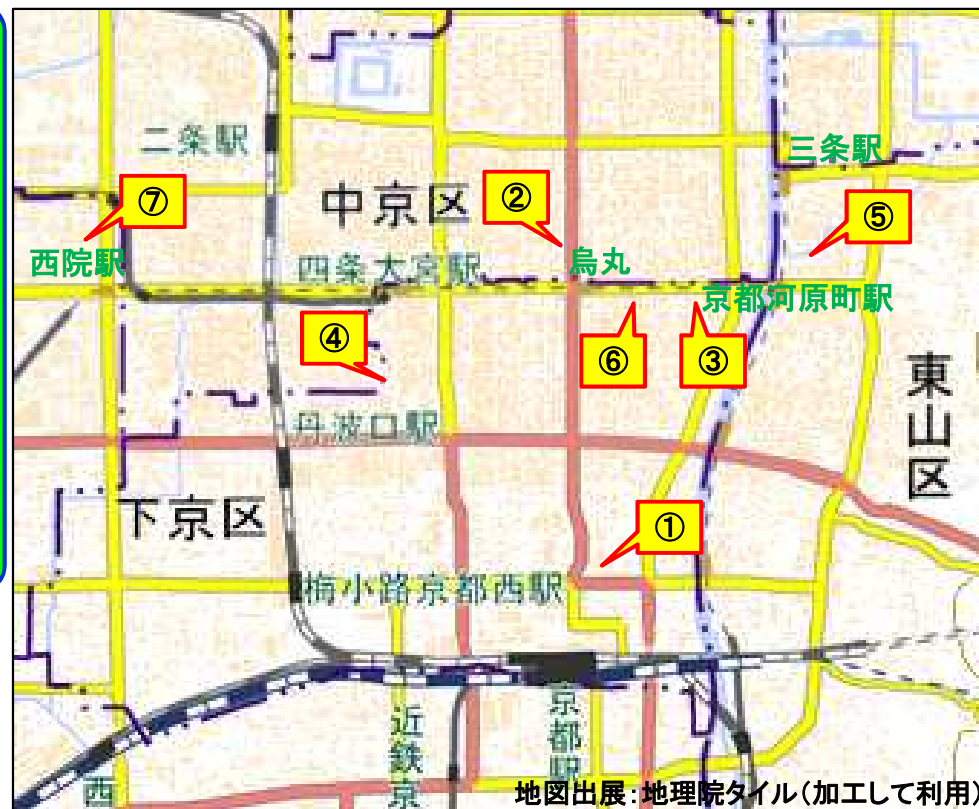 二条駅
三条駅
⑦
中京区
②
⑤
西院駅
四条大宮駅
烏丸
京都河原町駅
④
⑥
③
東山区
丹波口駅
下京区
①
梅小路京都西駅
京都駅
近鉄京
西
地図出展：地理院タイル（加工して利用）